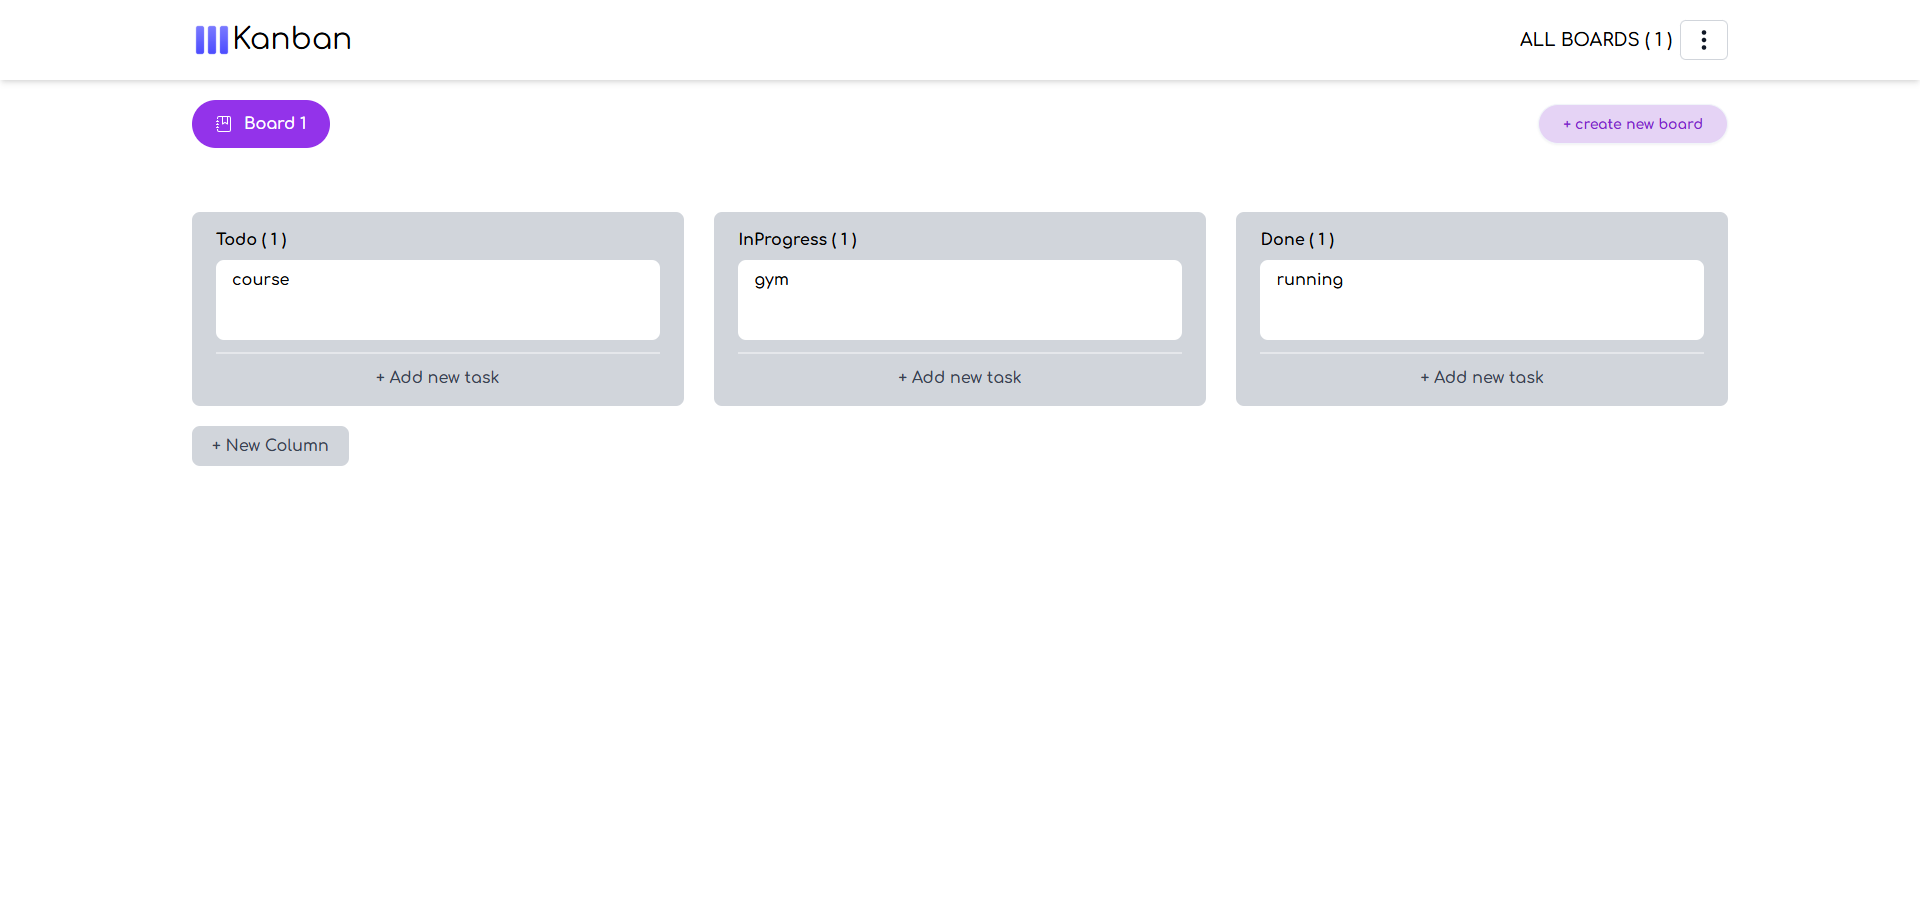 Kanban
ALL BOARDS ( 1 )
Board 1
+ create new board
Todo ( 1 )
course
+ Add new task
InProgress ( 1 )
gym
+ Add new task
Done ( 1 )
running
+ Add new task
+ New Column